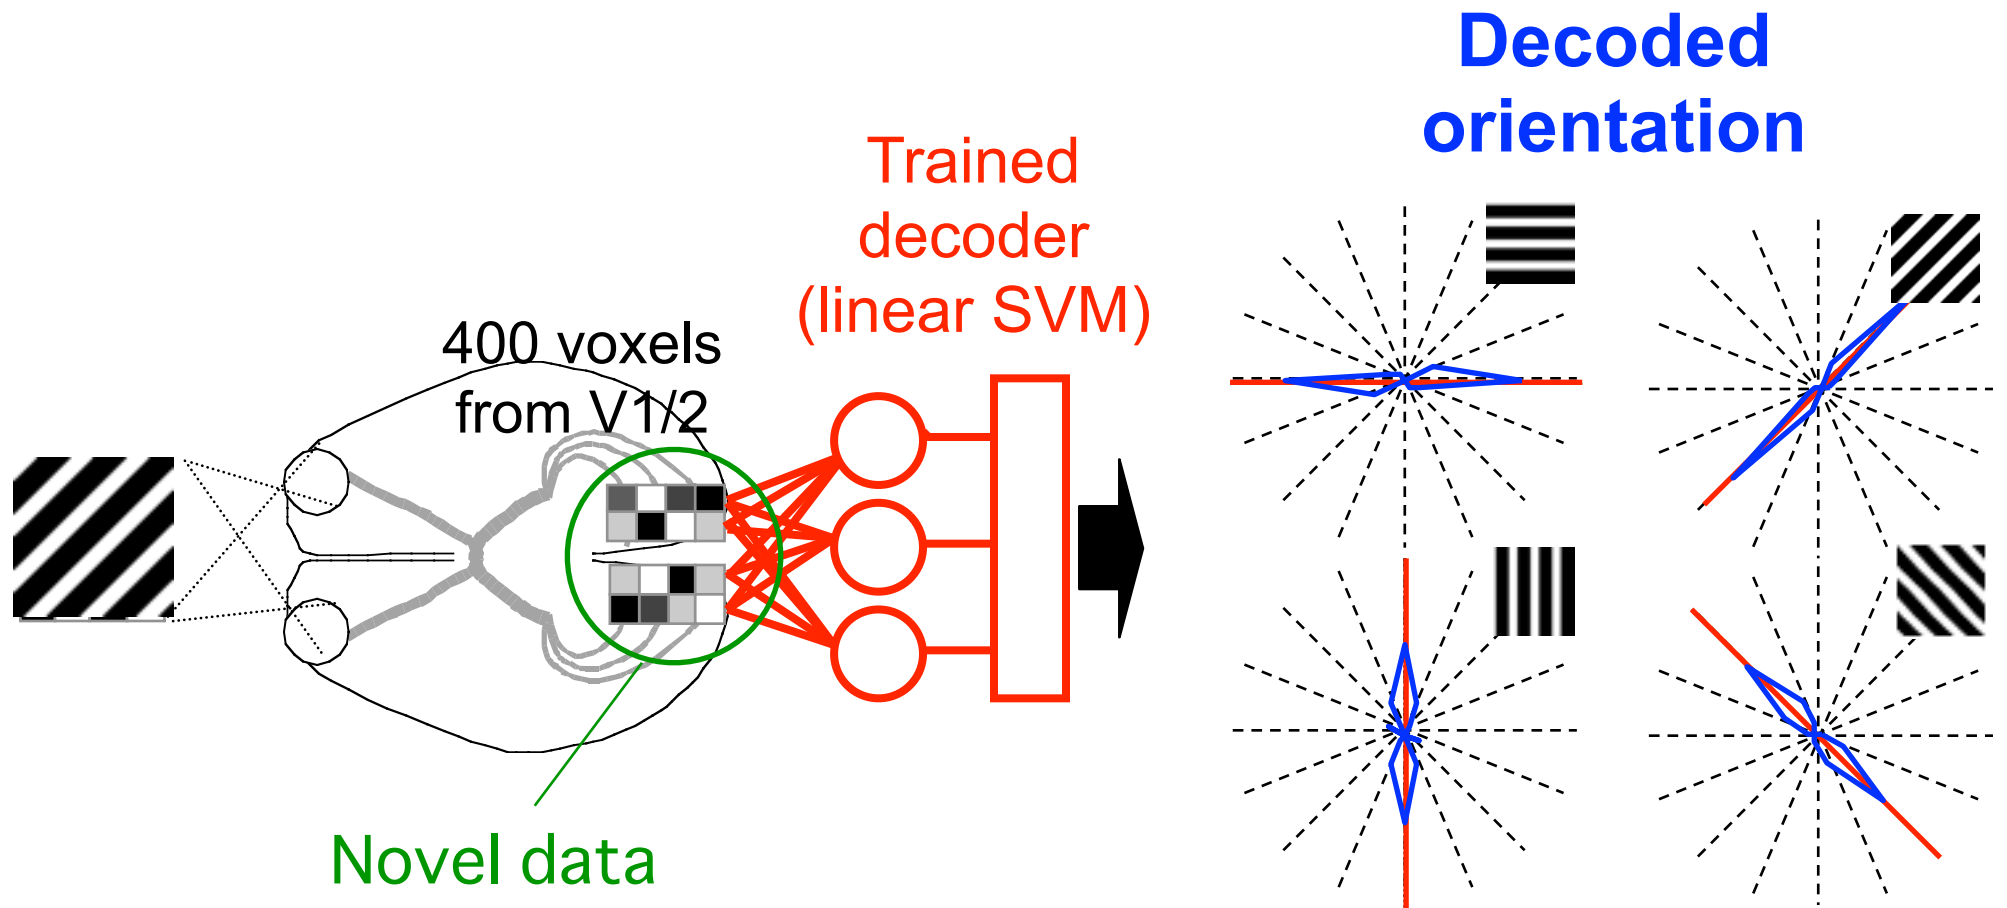 Decoded
orientation
Trained
decoder
(linear SVM)
400 voxels
from V1/2
Novel data